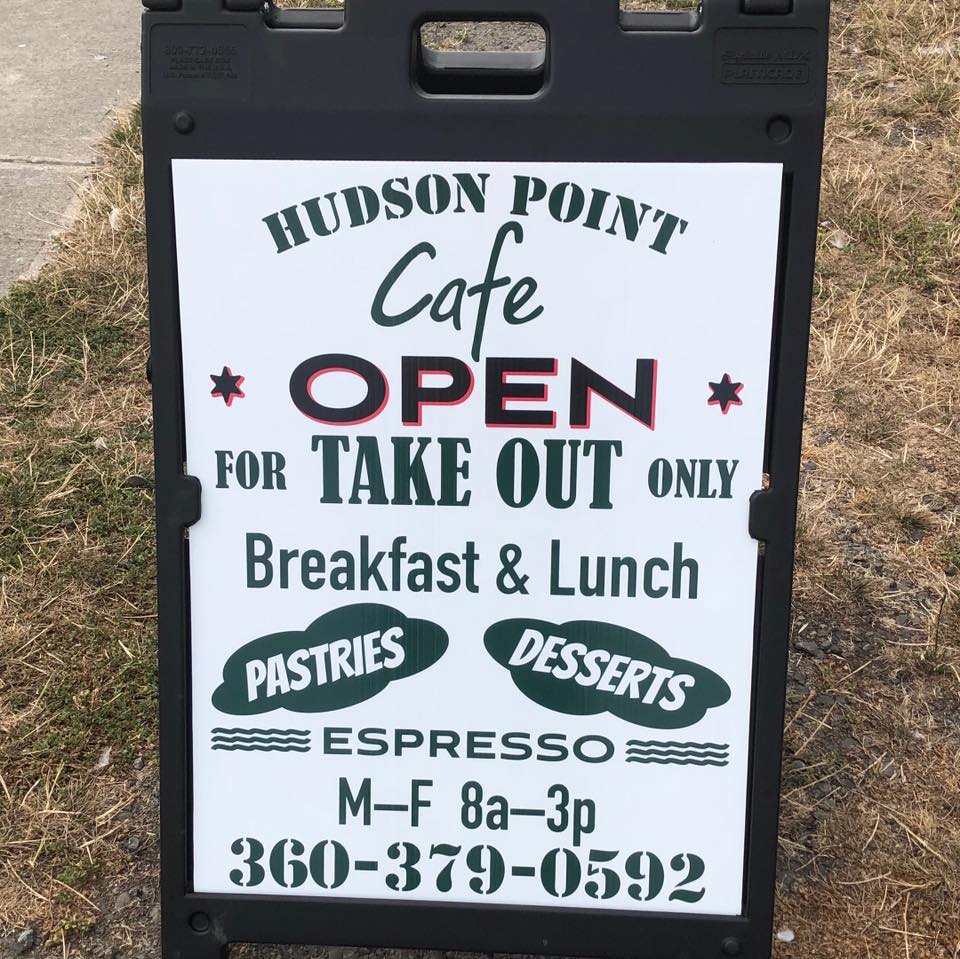 HUDSON POINT
Cafe
OPEN
FOR TAKE OUT ONLY
Breakfast & Lunch
PASTRIES DESSERTS
ESPRESSO
M—F 8a—3p
360-379-0592